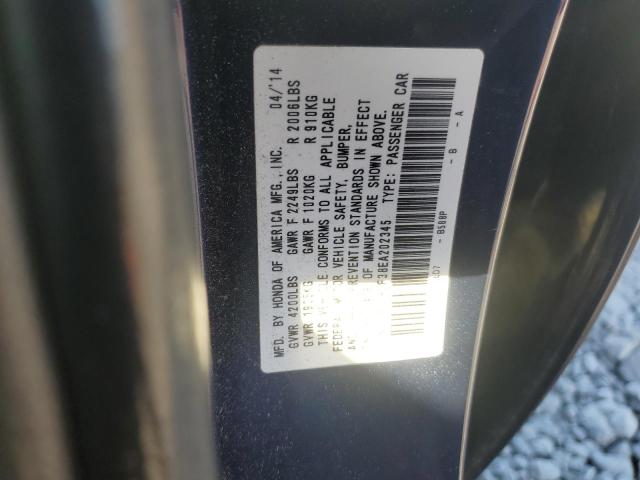 MFD. BY HONDA OF AMERICA MFG., INC. 04/'14
GVWR 4200LBS GAWR F 2249LBS R 2006LBS
GVWR GAWR F 1020KG R 910KG
THIS VEHICLE CONFORMS TO ALL APPLICABLE
FEDERAL MOTOR VEHICLE SAFETY, BUMPER,
PREVENTION STANDARDS IN EFFECT
OF MANUFACTURE SHOWN ABOVE.
38EA202345 TYPE: PASSENGER CAR
- B588P - B - A